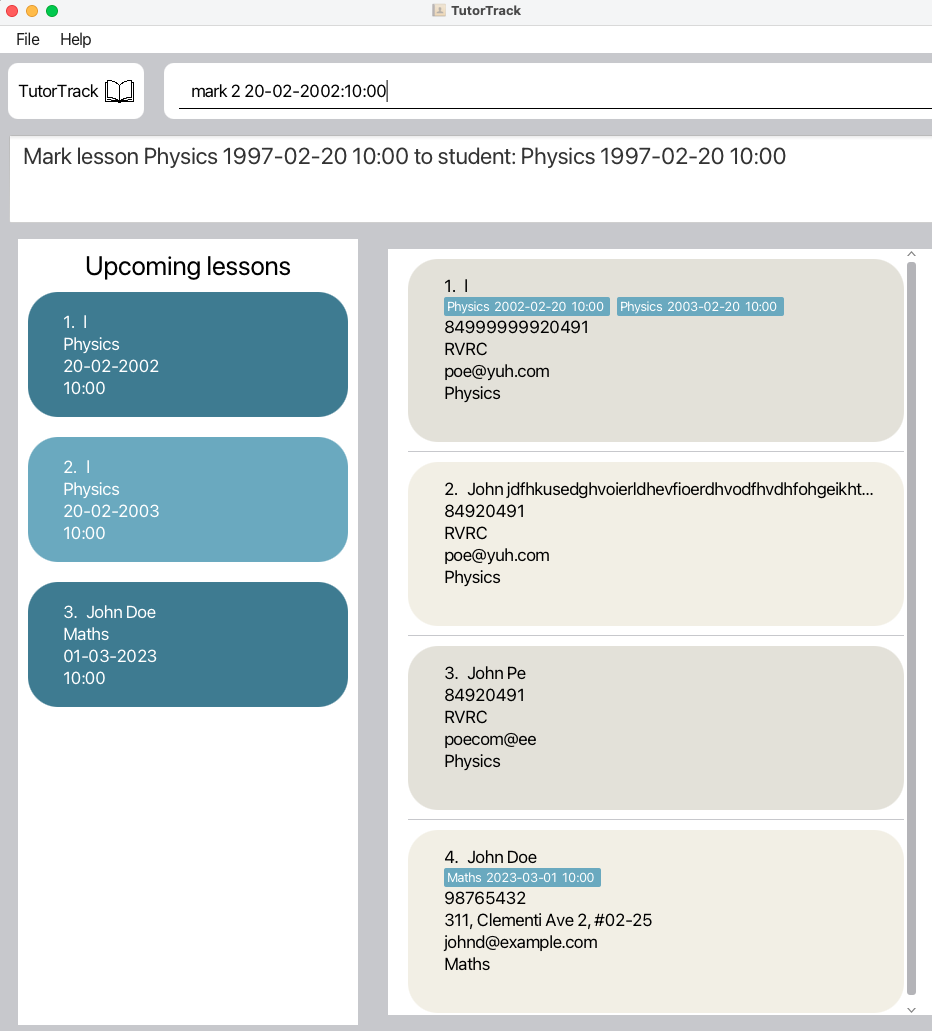 TutorTrack
File Help
TutorTrack
mark 2 20-02-2002:10:00
Mark lesson Physics 1997-02-20 10:00 to student: Physics 1997-02-20 10:00
Upcoming lessons
1. l
Physics
20-02-2002
10:00
2. l
Physics
20-02-2003
10:00
3. John Doe
Maths
01-03-2023
10:00
1. l
Physics 2002-02-20 10:00 Physics 2003-02-20 10:00
84999999920491
RVRC
poe@yuh.com
Physics
2. John jdfhkusedghvoierldhevfioerdhvodfhvdhfohgeikht...
84920491
RVRC
poe@yuh.com
Physics
3. John Pe
84920491
RVRC
poecom@ee
Physics
4. John Doe
Maths 2023-03-01 10:00
98765432
311, Clementi Ave 2, #02-25
johnd@example.com
Maths